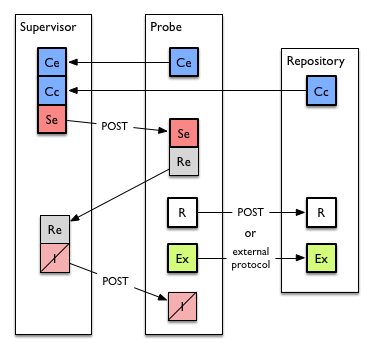 Supervisor
Probe
Repository
Ce
Ce
Cc
Cc
Se
POST
Se
Re
R
POST
R
or
Re
Ex
external
protocol
Ex
I
POST
I